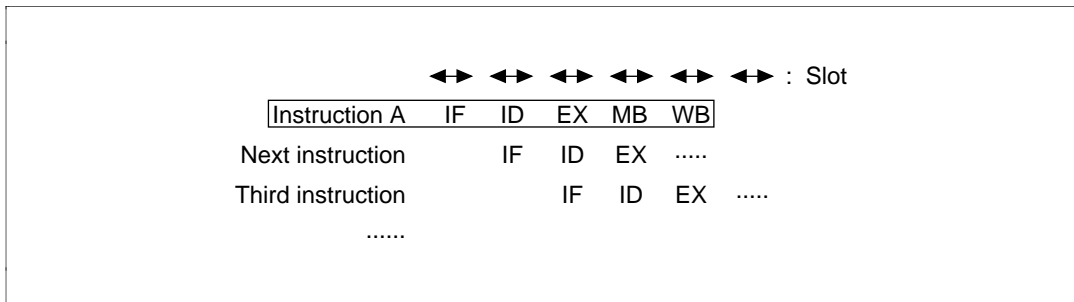 : Slot
Instruction A IF ID EX MB WB
Next instruction IF ID EX .....
Third instruction IF ID EX .....
......